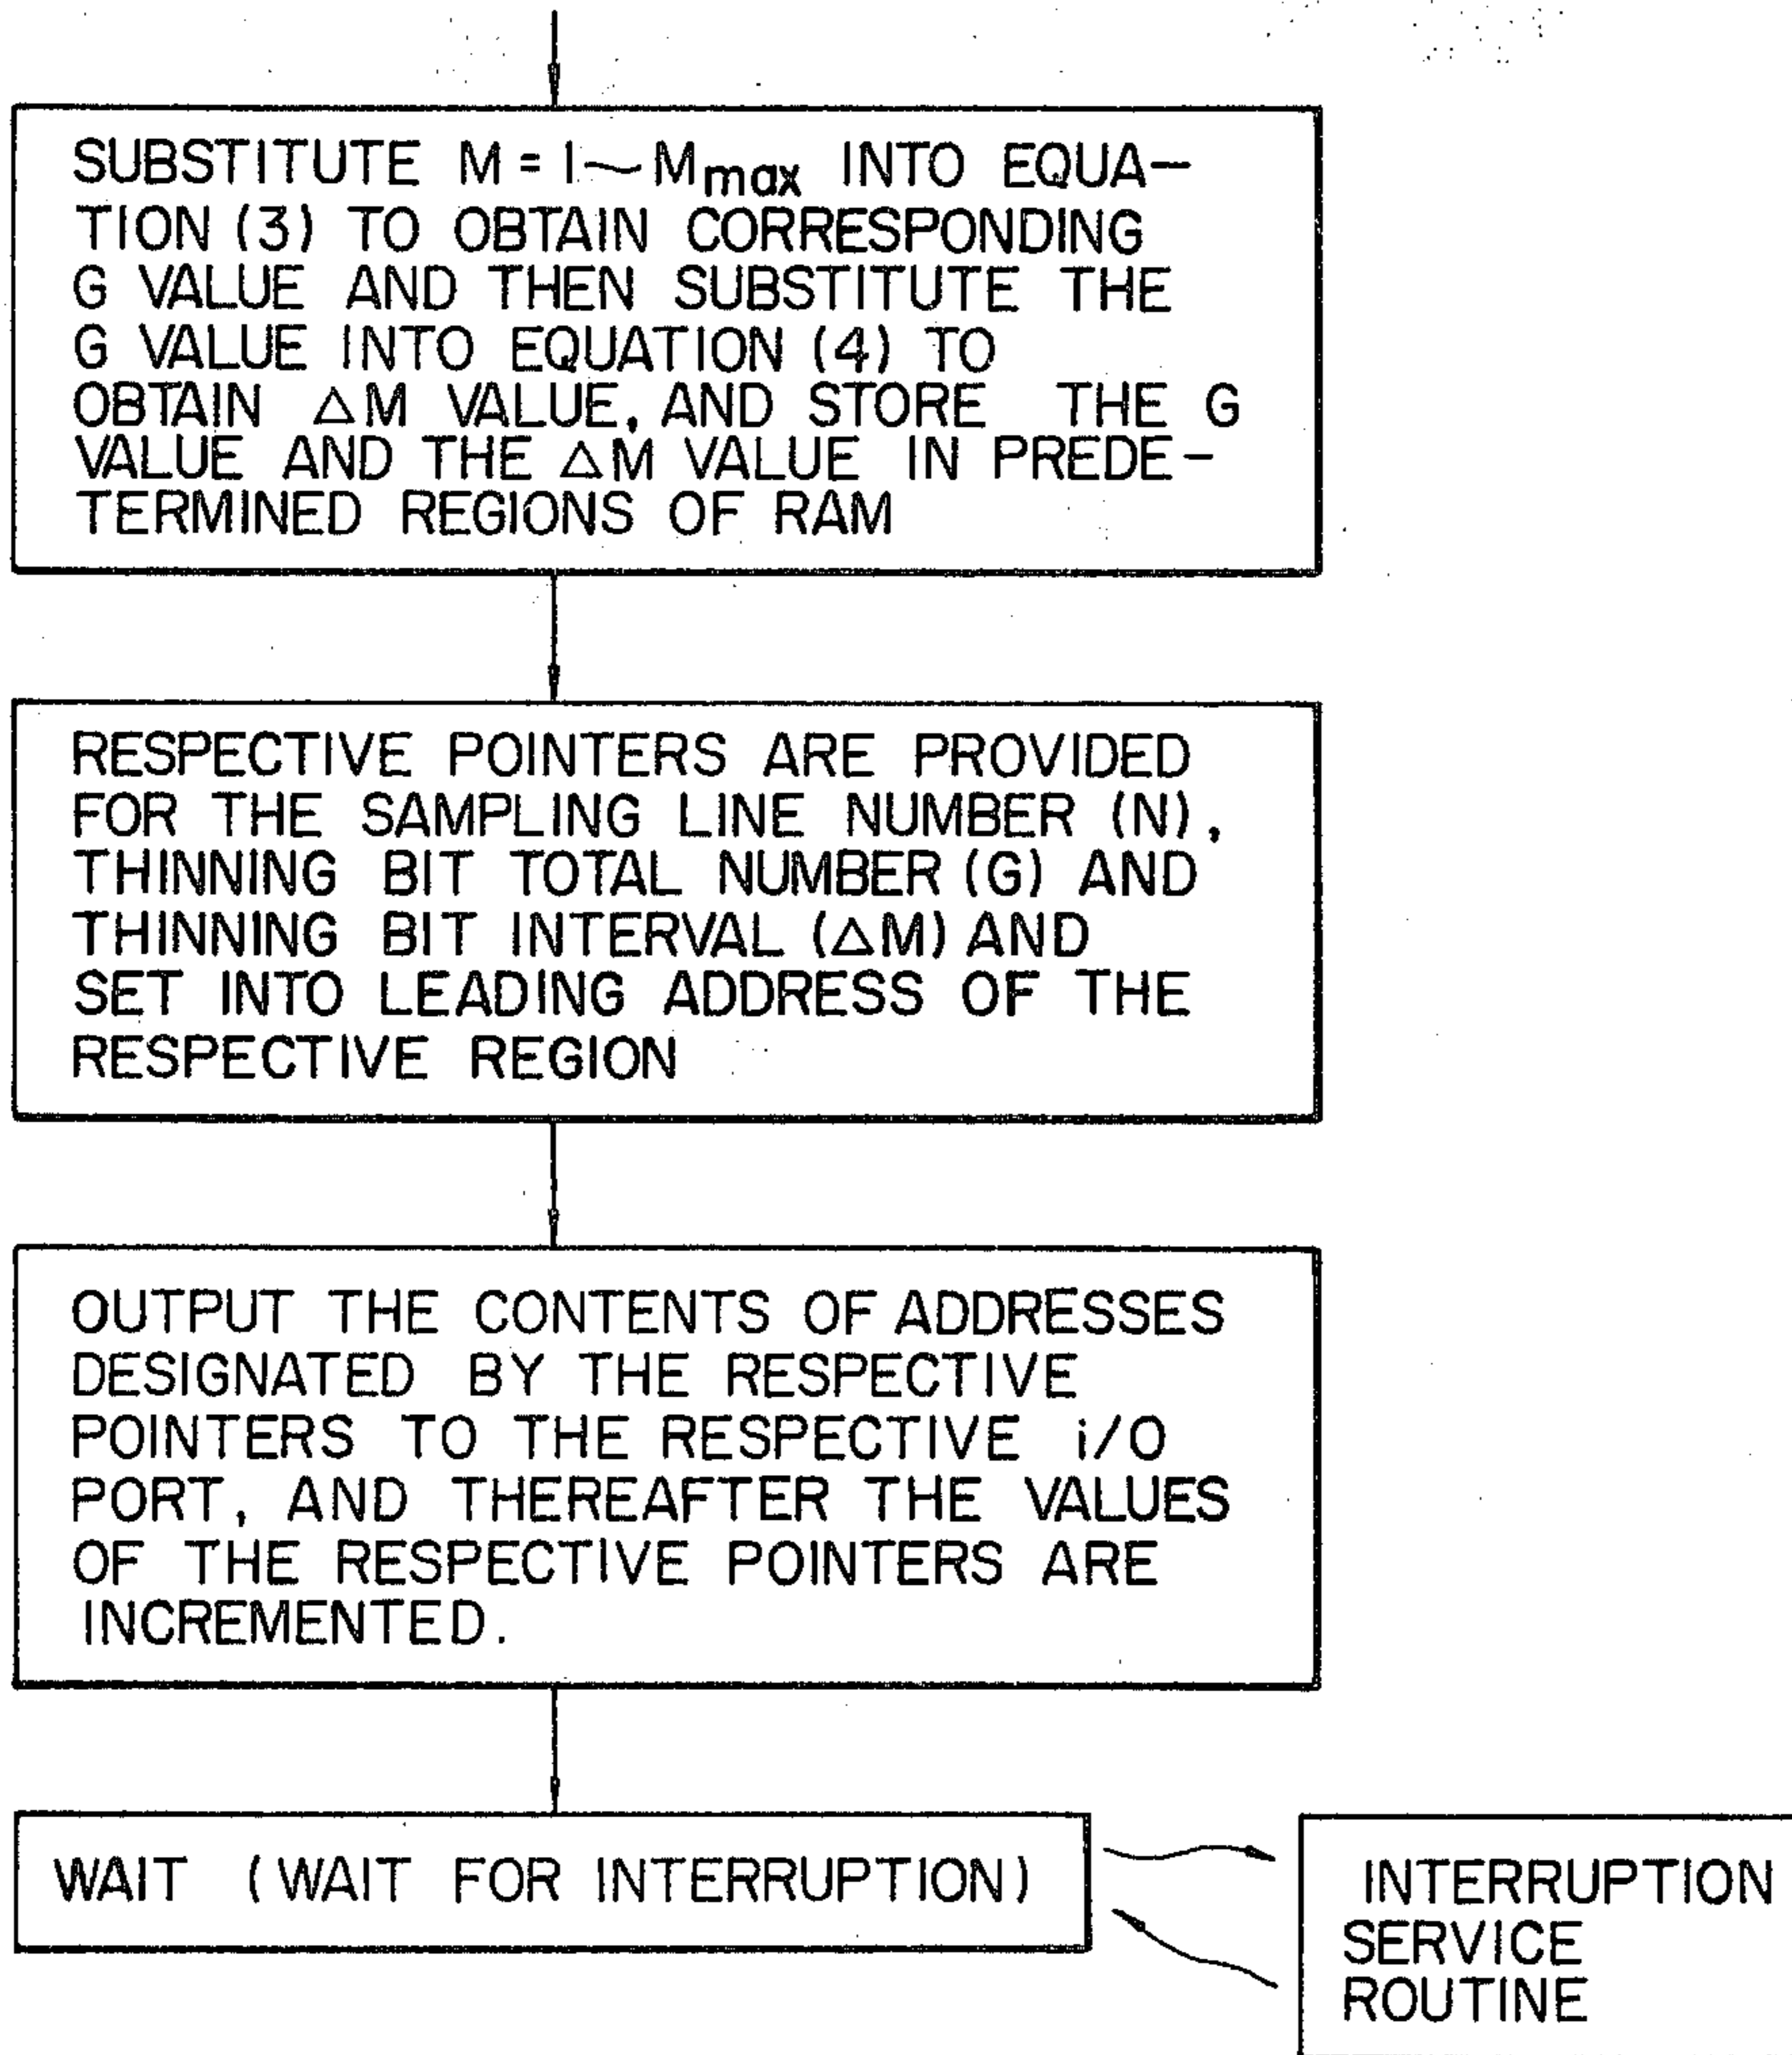 SUBSTITUTE M = 1~Mmax INTO EQUA-
TION (3) TO OBTAIN CORRESPONDING
G VALUE AND THEN SUBSTITUTE THE
G VALUE INTO EQUATION (4) TO
OBTAIN △M VALUE, AND STORE THE G
VALUE AND THE △M VALUE IN PREDE-
TERMINED REGIONS OF RAM
RESPECTIVE POINTERS ARE PROVIDED
FOR THE SAMPLING LINE NUMBER (N),
THINNING BIT TOTAL NUMBER (G) AND
THINNING BIT INTERVAL (△M) AND
SET INTO LEADING ADDRESS OF THE
RESPECTIVE REGION
OUTPUT THE CONTENTS OF ADDRESSES
DESIGNATED BY THE RESPECTIVE
POINTERS TO THE RESPECTIVE i/O
PORT, AND THEREAFTER THE VALUES
OF THE RESPECTIVE POINTERS ARE
INCREMENTED.
WAIT (WAIT FOR INTERRUPTION)
INTERRUPTION
SERVICE
ROUTINE